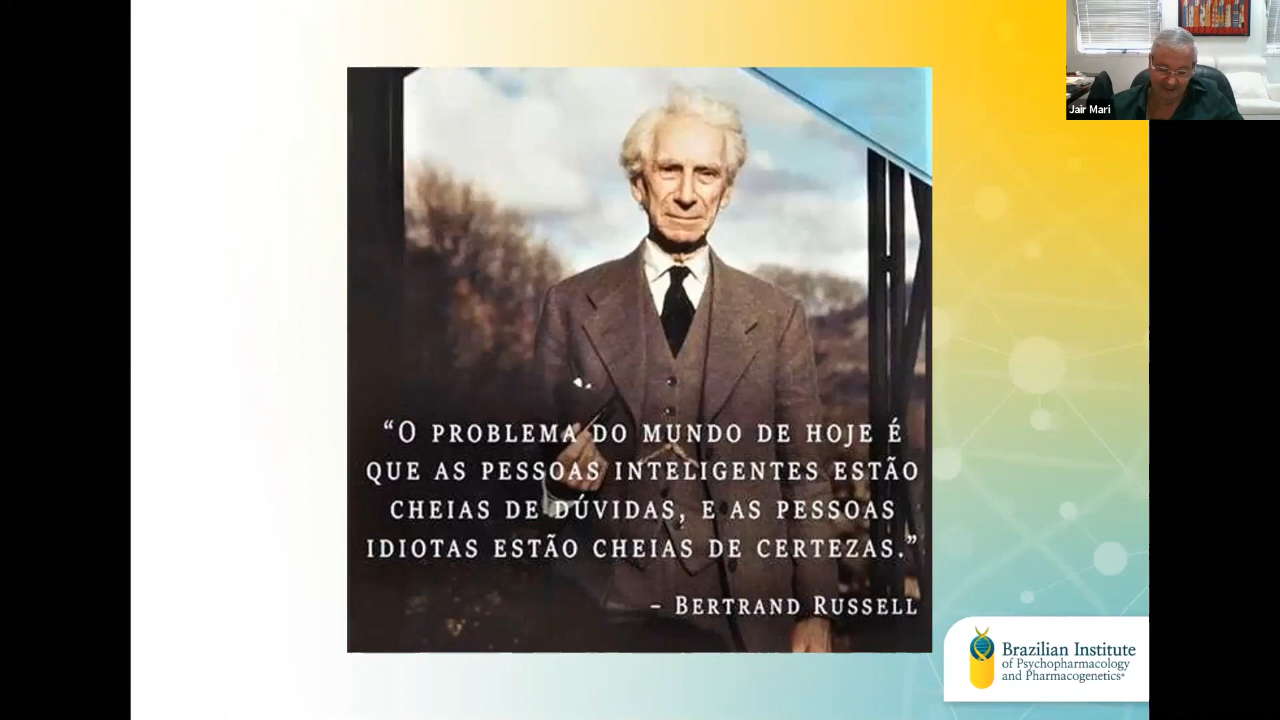 Jair Mari
“O PROBLEMA DO MUNDO DE HOJE É
QUE AS PESSOAS INTELIGENTES ESTÃO
CHEIAS DE DÚVIDAS, E AS PESSOAS
IDIOTAS ESTÃO CHEIAS DE CERTEZAS.”
– BERTRAND RUSSELL
Brazilian Institute
of Psychopharmacology
and Pharmacogenetics®